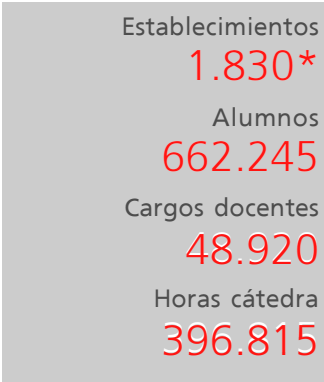 Establecimientos
1.830*
Alumnos
662.245
Cargos docentes
48.920
Horas cátedra
396.815